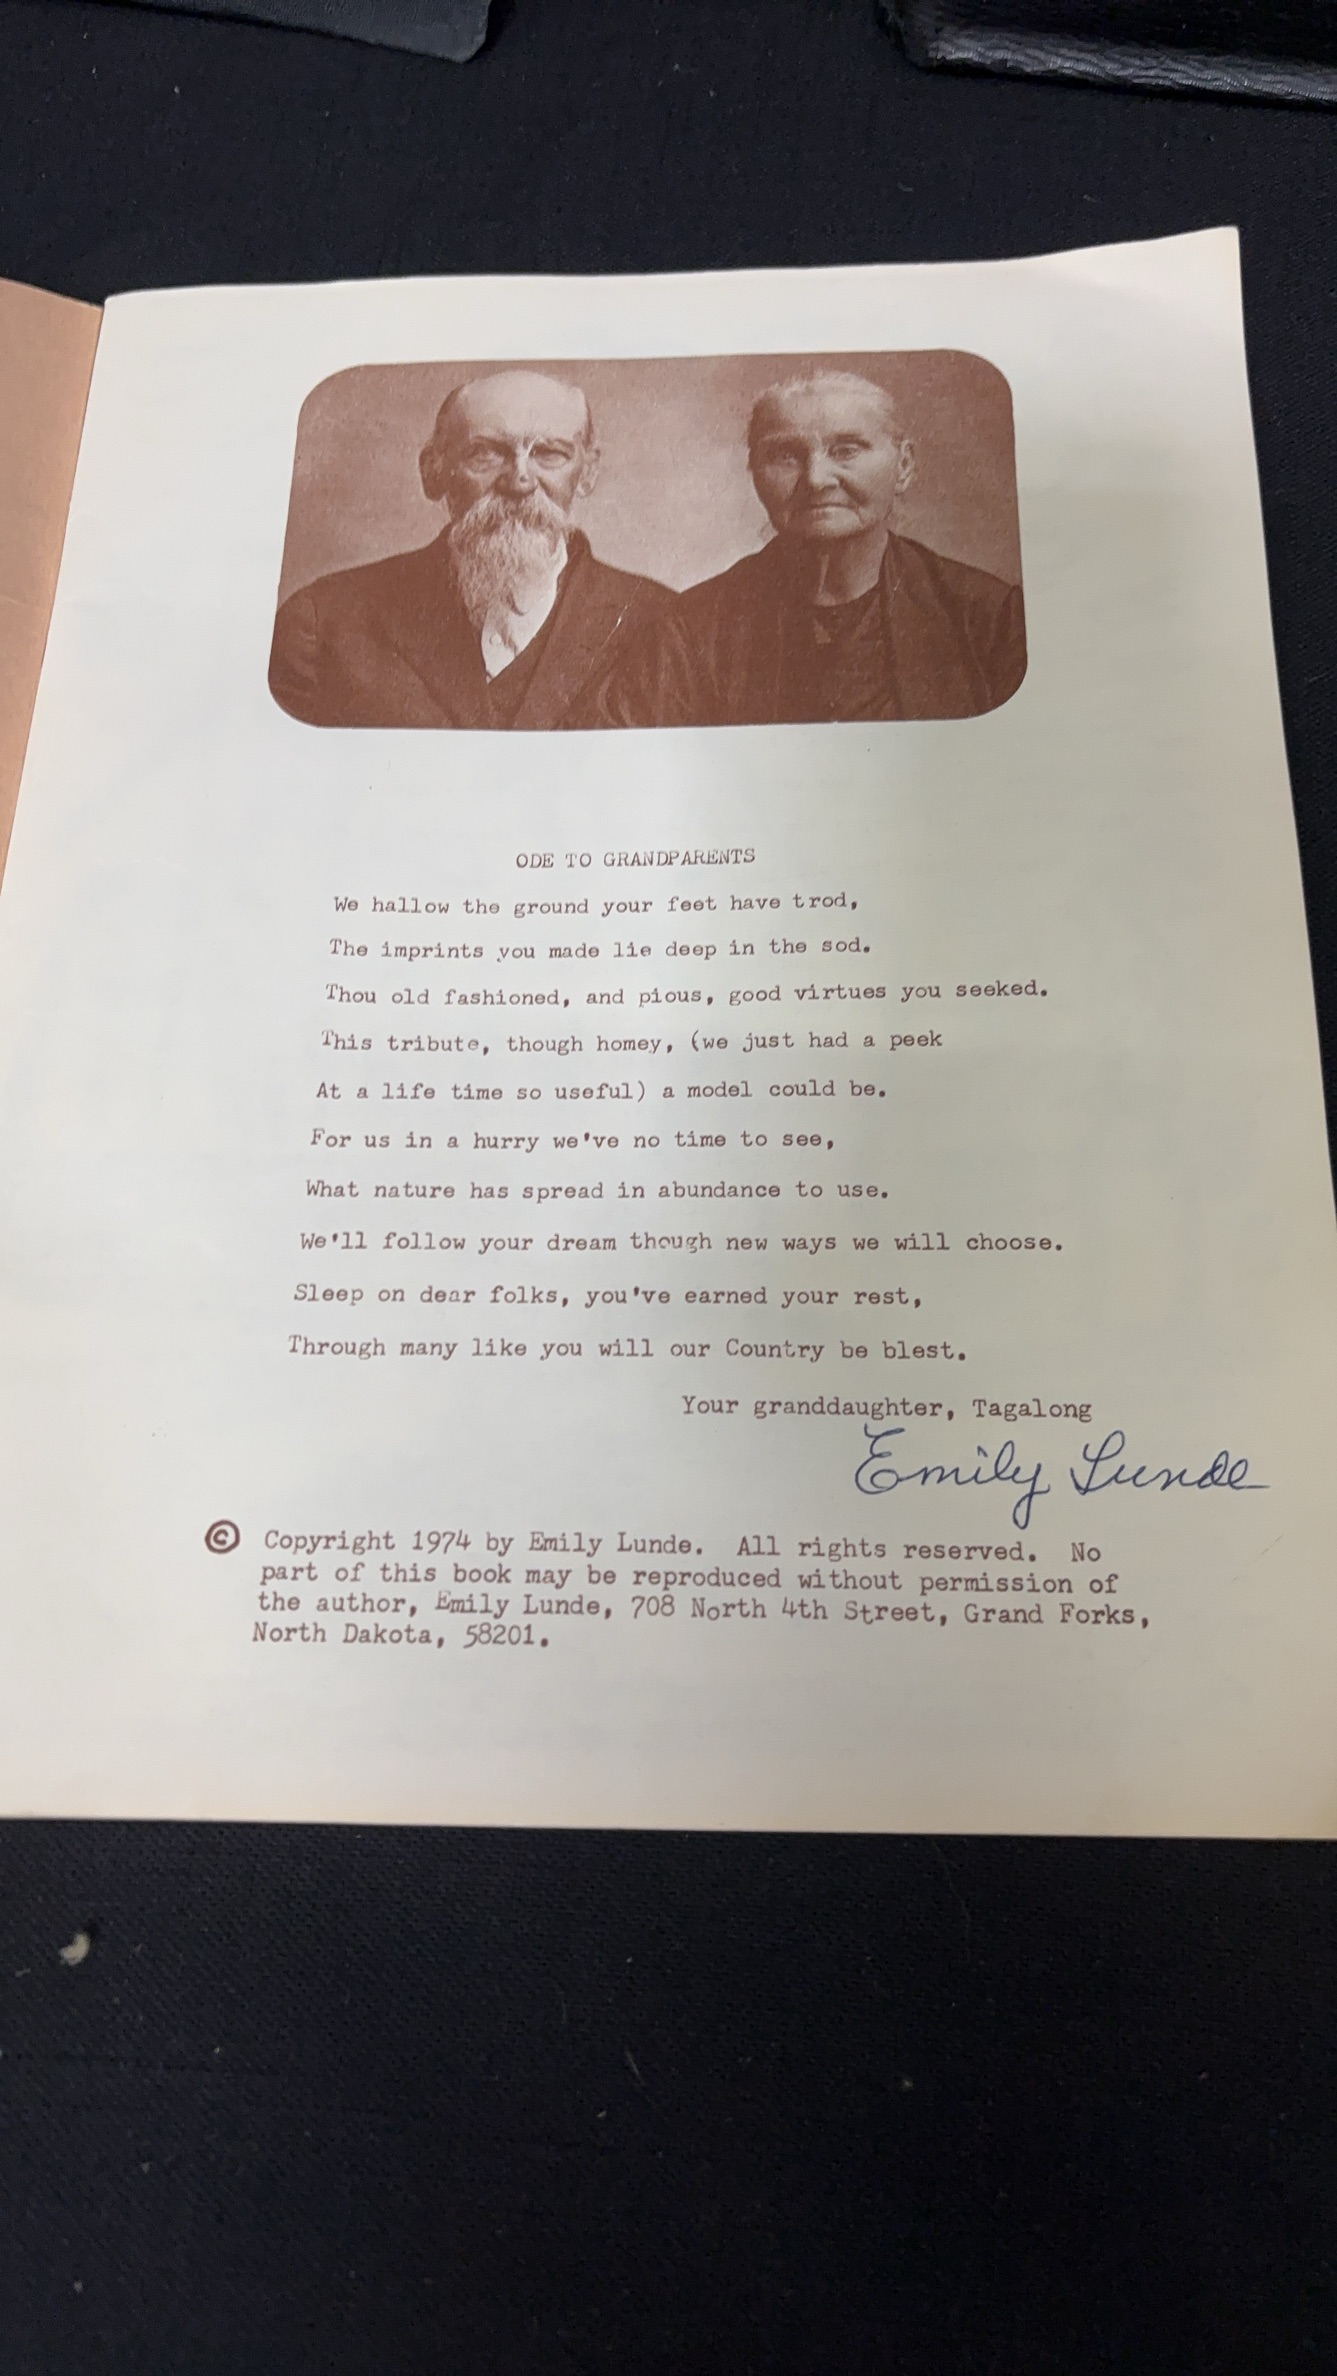 ODE TO GRANDPARENTS
We hallow the ground your feet have trod,
The imprints you made lie deep in the sod.
Thou old fashioned, and pious, good virtues you seeked.
This tribute, though homey, (we just had a peek
At a life time so useful) a model could be.
For us in a hurry we've no time to see,
What nature has spread in abundance to use.
We'll follow your dream though new ways we will choose.
Sleep on dear folks, you've earned your rest,
Through many like you will our Country be blest.
Your granddaughter, Tagalong
Emily Lunde
© Copyright 1974 by Emily Lunde. All rights reserved. No
part of this book may be reproduced without permission of
the author, Emily Lunde, 708 North 4th Street, Grand Forks,
North Dakota, 58201.